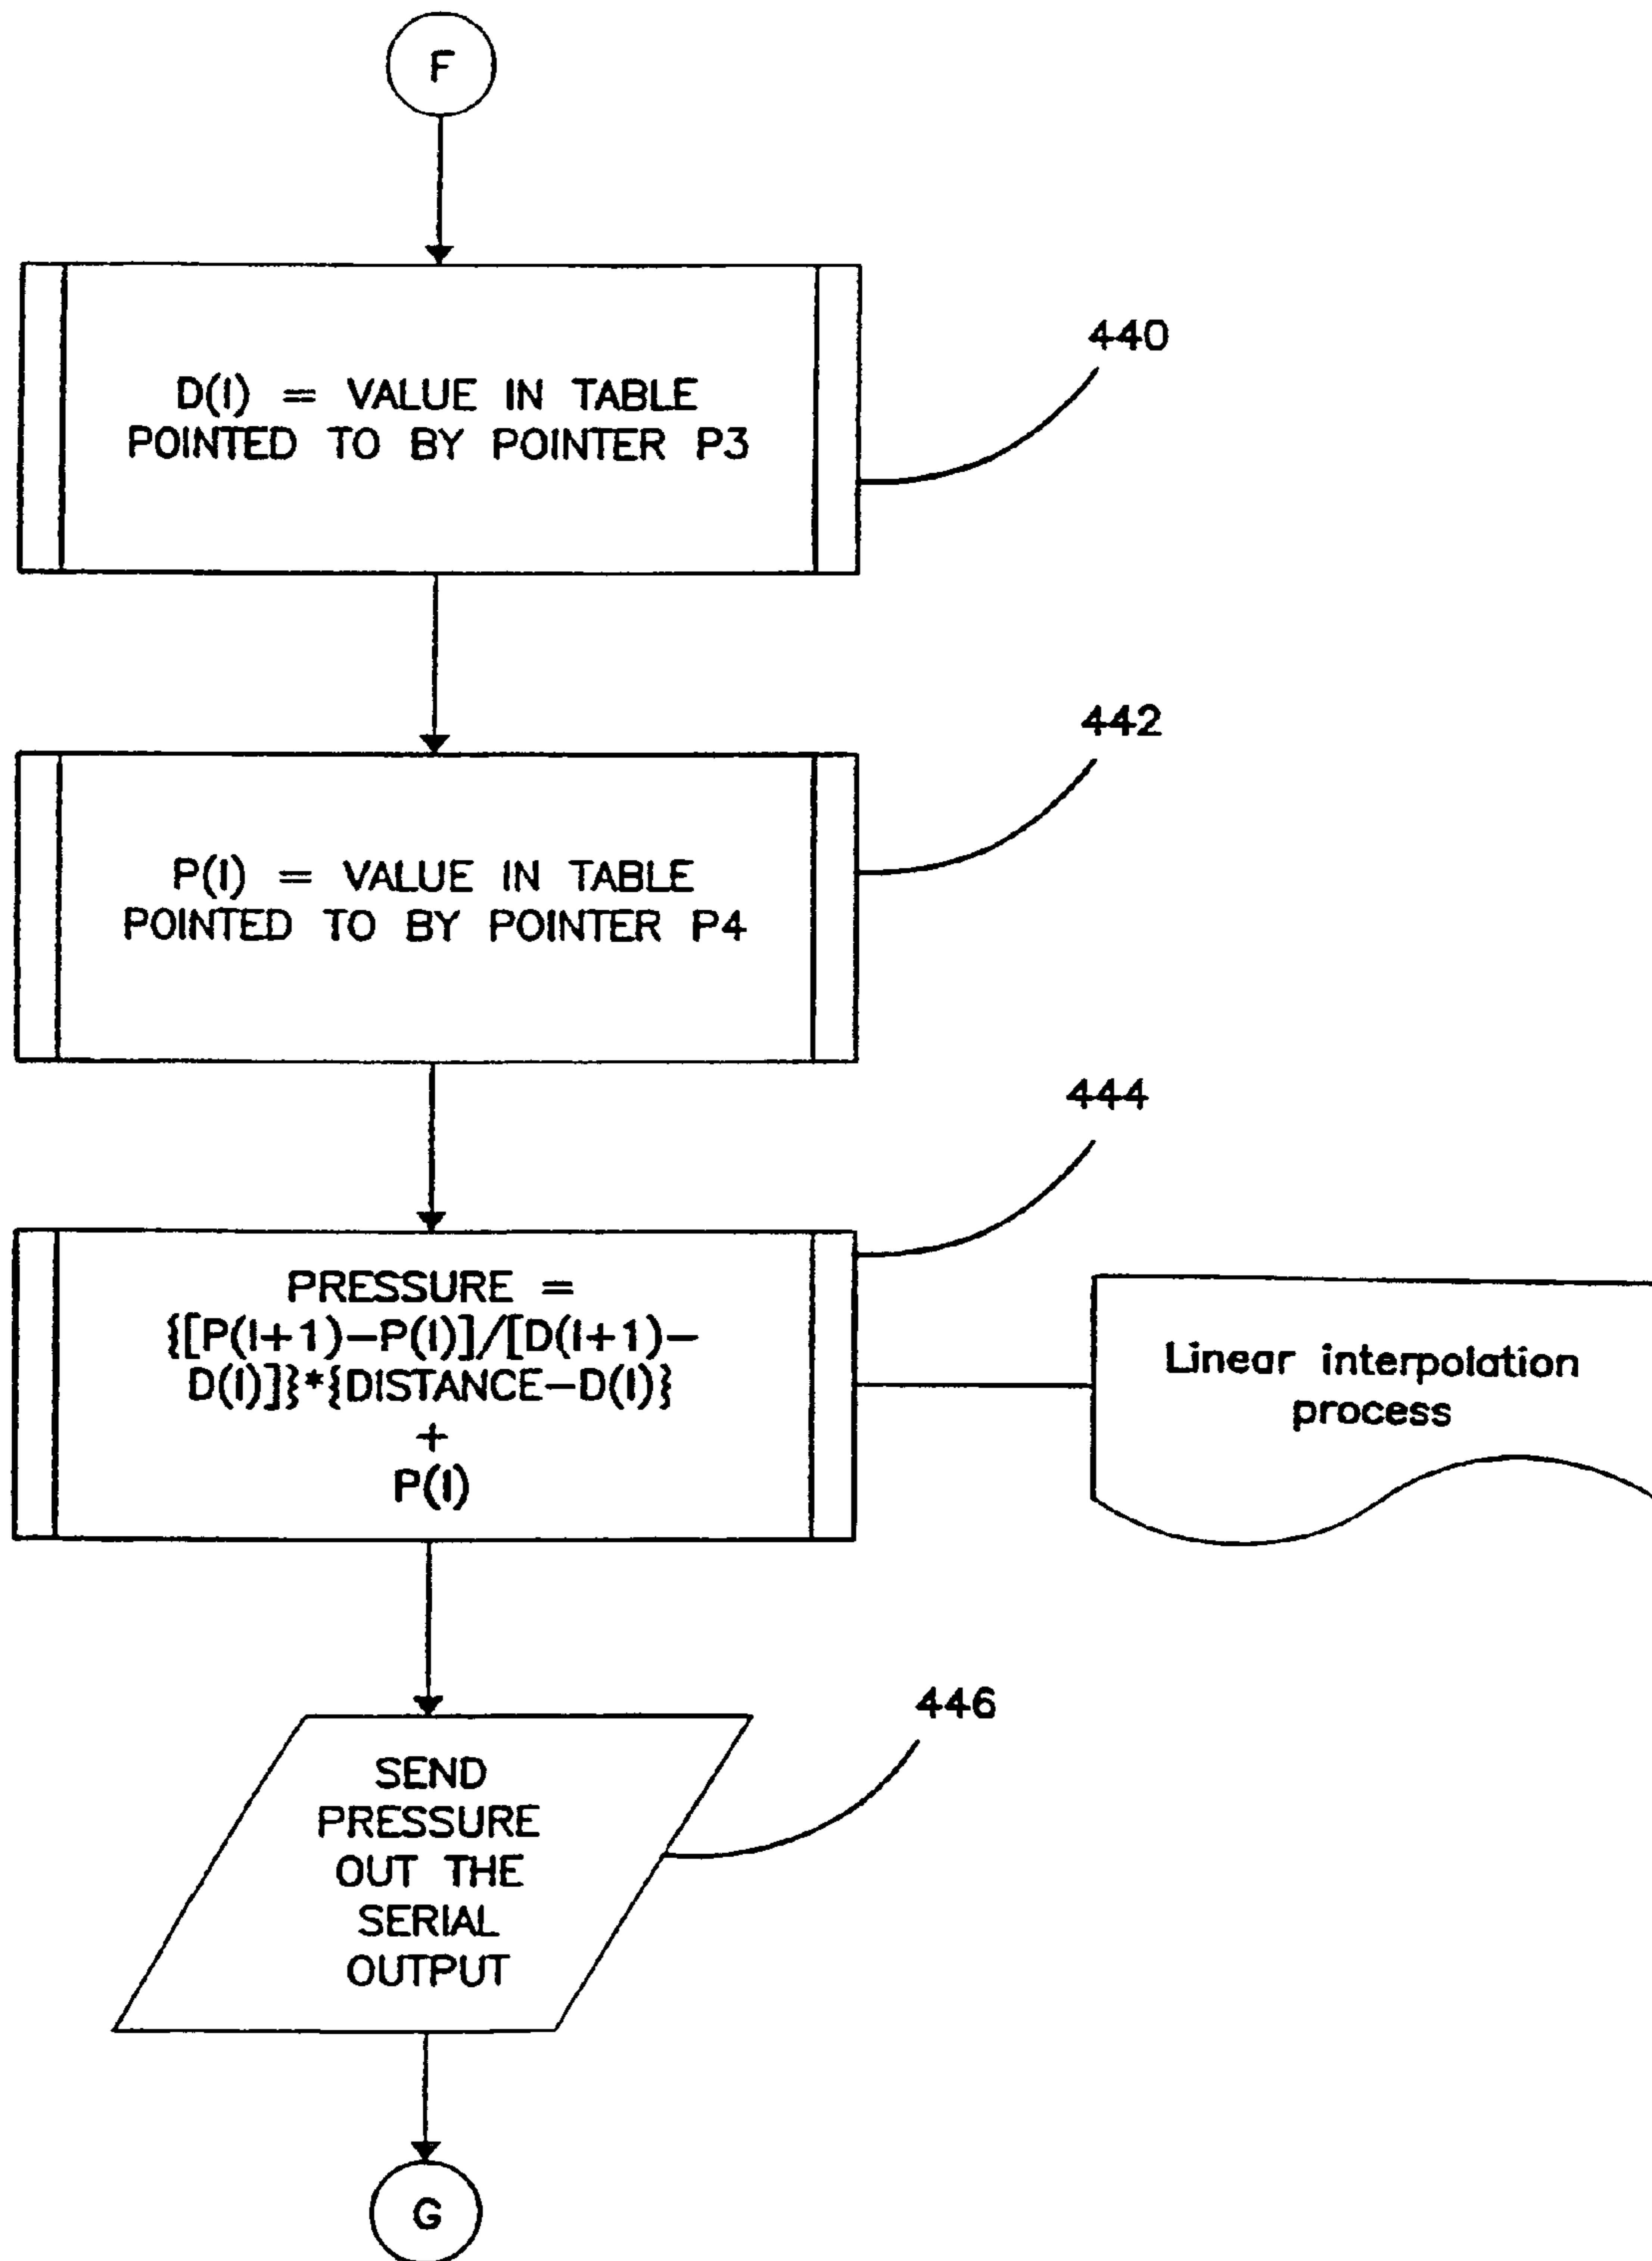 F
440
D(I) = VALUE IN TABLE
POINTED TO BY POINTER P3
442
P(I) = VALUE IN TABLE
POINTED TO BY POINTER P4
444
PRESSURE =
{[P(I+1)-P(I)]/[D(I+1)-
D(I)]}*{DISTANCE-D(I)}
+
P(I)
Linear interpolation
process
446
SEND
PRESSURE
OUT THE
SERIAL
OUTPUT
G